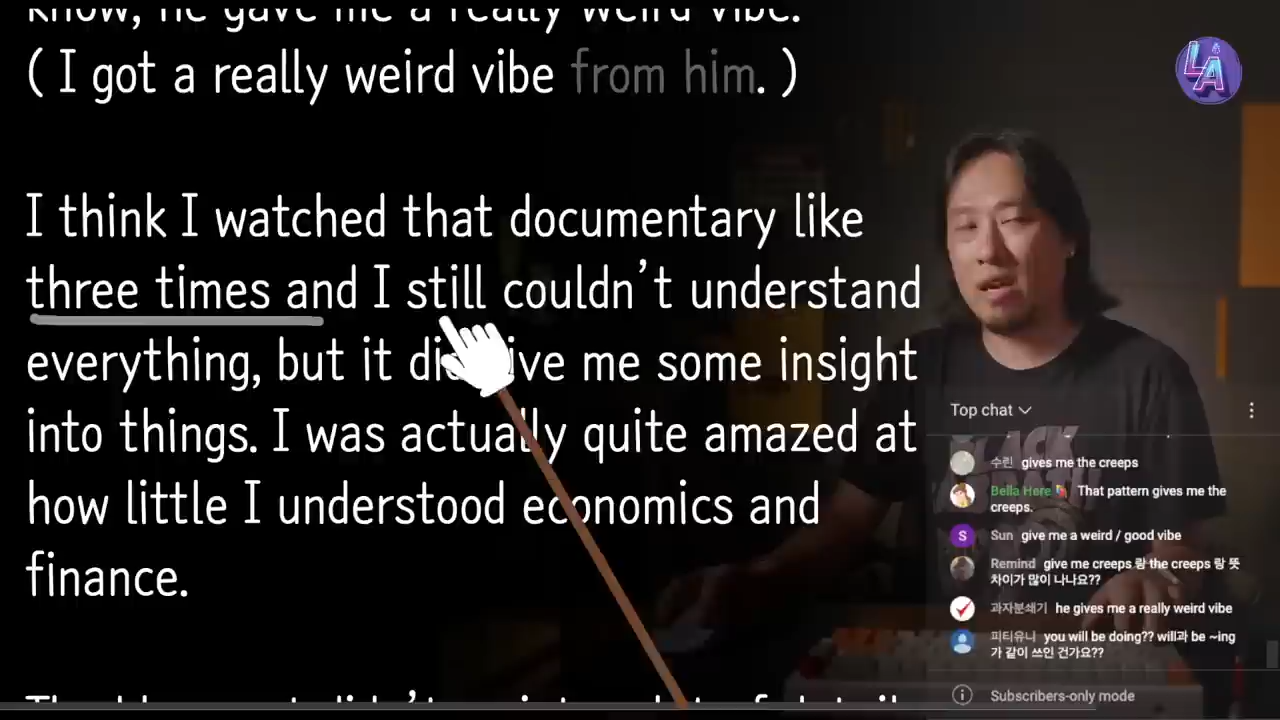 know, he gave me a really weird vibe.
( I got a really weird vibe from him. )
I think I watched that documentary like
three times and I still couldn't understand
everything, but it did give me some insight
into things. I was actually quite amazed at
how little I understood economics and
finance.
LA
Top chat
수린 gives me the creeps
Bella Here That pattern gives me the
creeps.
S Sun give me a weird / good vibe
Remind give me creeps 랑 the creeps 랑 뜻
차이가 많이 나나요??
과자분쇄기 he gives me a really weird vibe
피티유니 you will be doing?? will과 be ~ing
가 같이 쓰인 건가요??
Subscribers-only mode